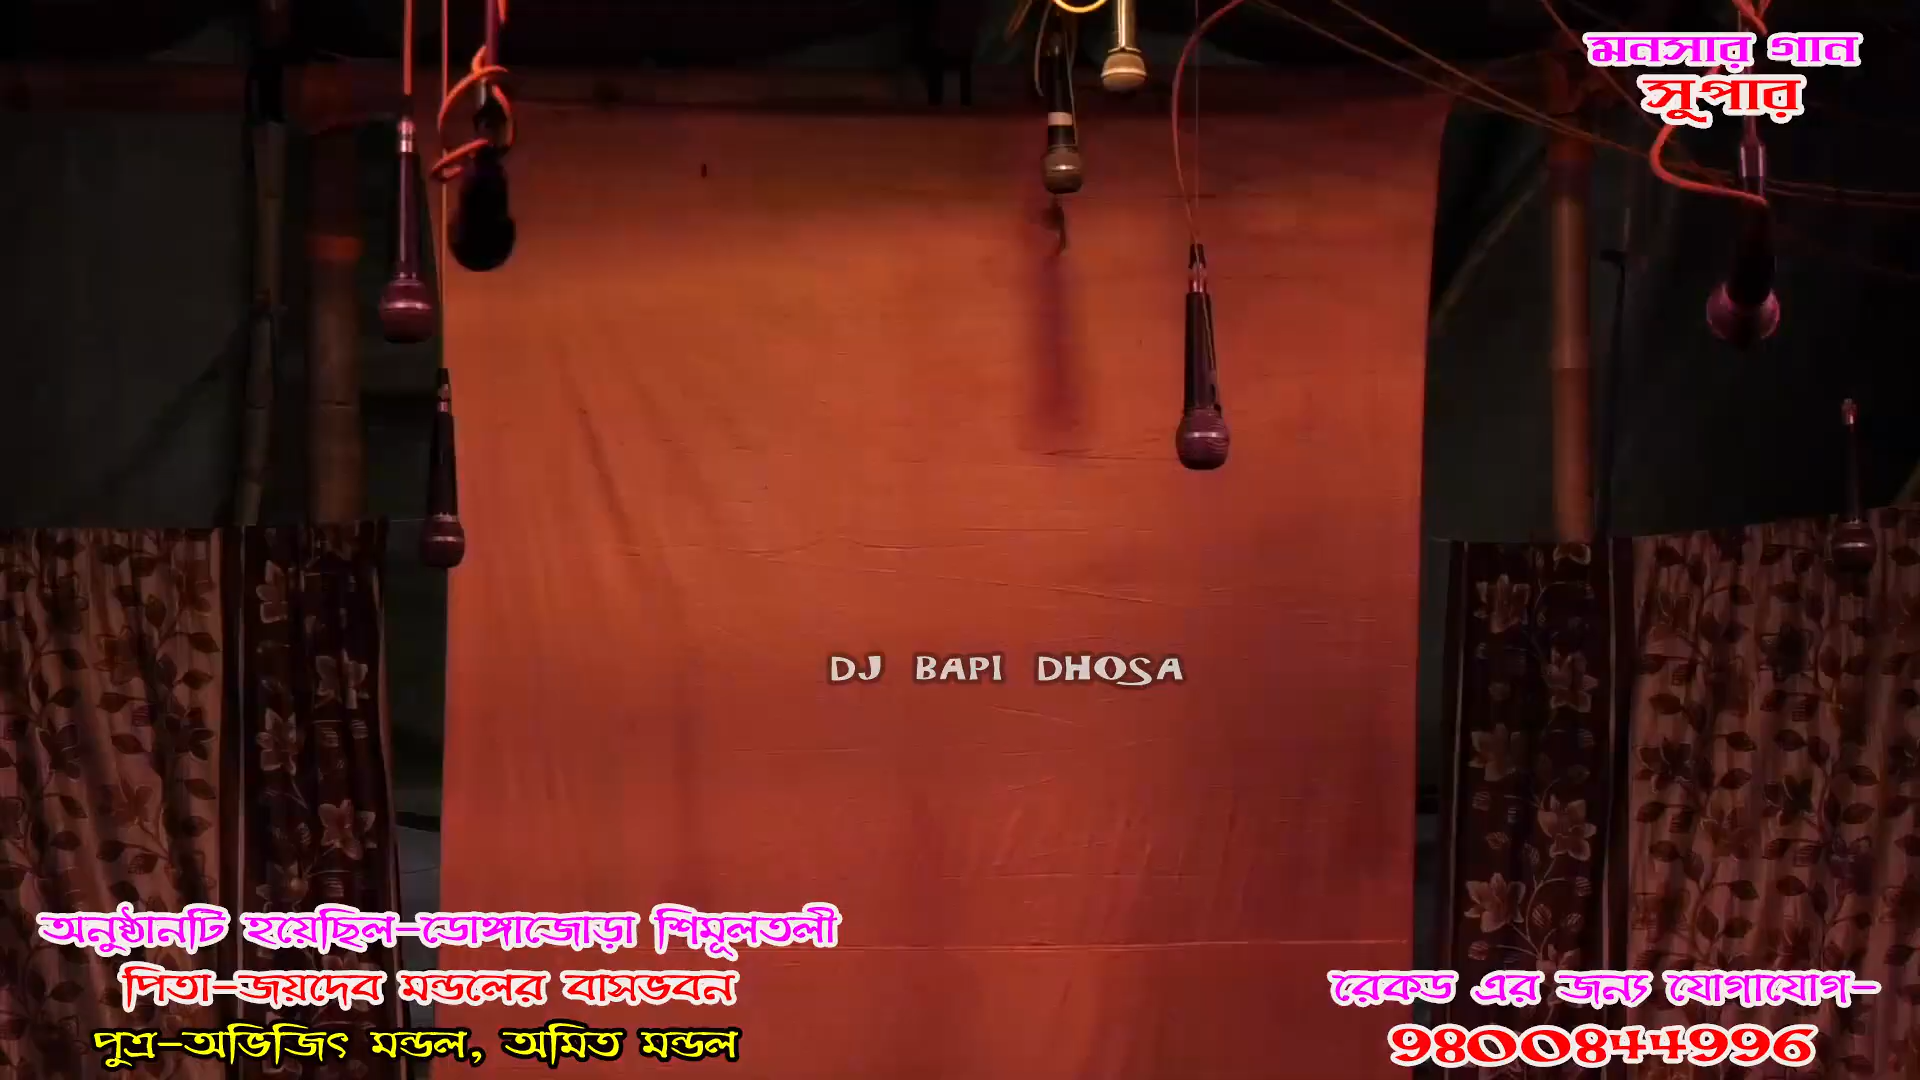 মনসার গান
সুপার
DJ BAPI DHOSA
অনুষ্ঠানটি হয়েছিল-ডোঙ্গাজোড়া শিমূলতলী
পিতা-জয়দেব মন্ডলের বাসভবন
পুত্র-অভিজিৎ মন্ডল, অমিত মন্ডল
রেকড এর জন্য যোগাযোগ-
9800844996